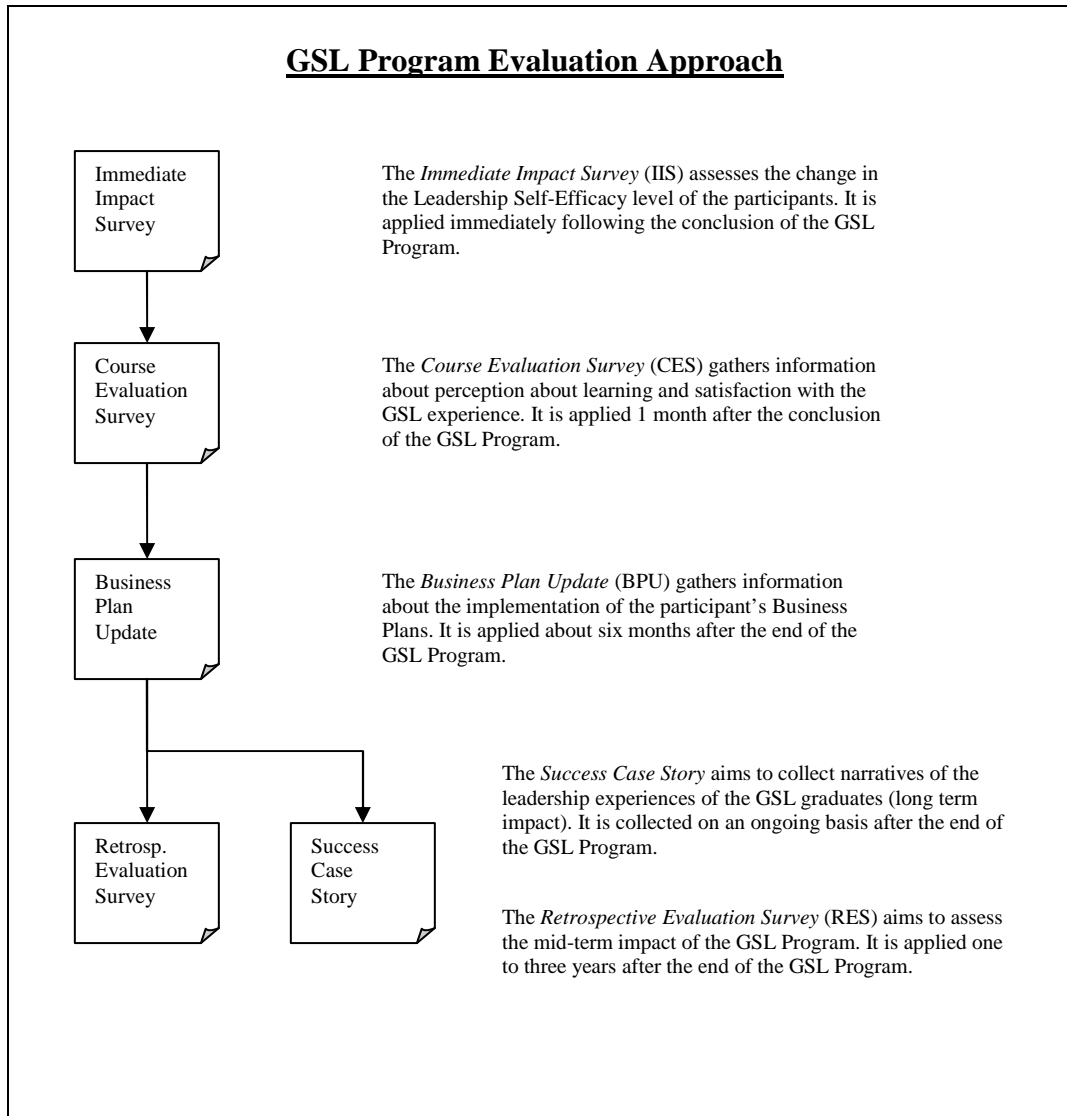 GSL Program Evaluation Approach
Immediate
Impact
Survey
The Immediate Impact Survey (IIS) assesses the change in
the Leadership Self-Efficacy level of the participants. It is
applied immediately following the conclusion of the GSL
Program.
Course
Evaluation
Survey
The Course Evaluation Survey (CES) gathers information
about perception about learning and satisfaction with the
GSL experience. It is applied 1 month after the conclusion
of the GSL Program.
Business
Plan
Update
The Business Plan Update (BPU) gathers information
about the implementation of the participant’s Business
Plans. It is applied about six months after the end of the
GSL Program.
Retrosp.
Evaluation
Survey
Success
Case
Story
The Success Case Story aims to collect narratives of the
leadership experiences of the GSL graduates (long term
impact). It is collected on an ongoing basis after the end of
the GSL Program.
The Retrospective Evaluation Survey (RES) aims to assess
the mid-term impact of the GSL Program. It is applied one
to three years after the end of the GSL Program.